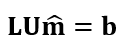 𝐋𝐔𝐦̂ = 𝐛